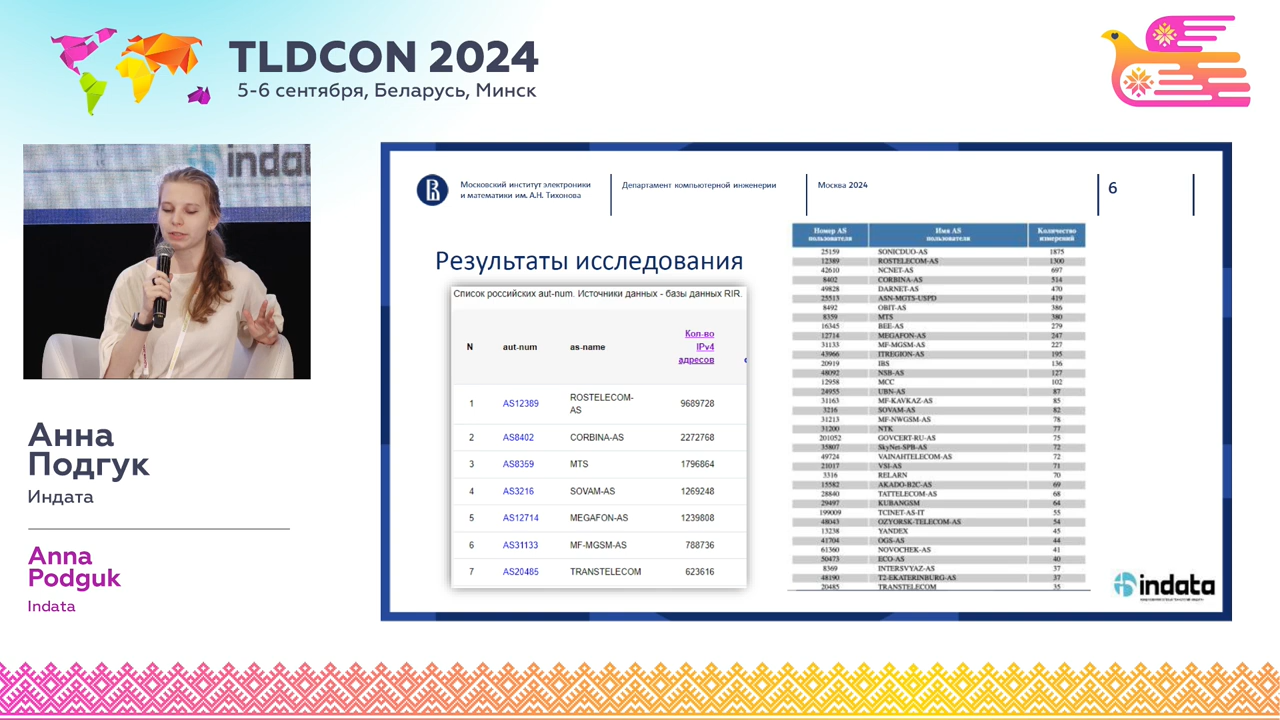 TLDCON 2024
5-6 сентября, Беларусь, Минск
indat
Анна
Подгук
Индата
Anna
Podguk
Indata
Московский институт электроники
и математики им. А.Н. Тихонова
Департамент компьютерной инженерии
Москва 2024
6
Результаты исследования
Список российских aut-num. Источники данных - базы данных RIR.
N aut-num as-name Кол-во IPv4 адресов
1 AS12389 ROSTELECOM-AS 9689728
2 AS8402 CORBINA-AS 2272768
3 AS8359 MTS 1796864
4 AS3216 SOVAM-AS 1269248
5 AS12714 MEGAFON-AS 1239808
6 AS31133 MF-MGSM-AS 788736
7 AS20485 TRANSTELECOM 623616
Номер AS пользователя Имя AS пользователя Количество измерений
25159 SONICDUO-AS 1875
12389 ROSTELECOM-AS 1300
42610 NCNET-AS 697
8402 CORBINA-AS 514
49828 DARNET-AS 470
25513 ASN-MGTS-USPD 419
8492 OBIT-AS 386
8359 MTS 380
16345 BEE-AS 279
12714 MEGAFON-AS 247
31133 MF-MGSM-AS 227
43966 ITREGION-AS 195
20919 IBS 136
48092 NSB-AS 127
12958 MCC 102
24955 UBN-AS 87
31163 MF-KAVKAZ-AS 85
3216 SOVAM-AS 82
31213 MF-NWGSM-AS 78
31200 NTK 77
201052 GOVCERT-RU-AS 75
35807 SkyNet-SPB-AS 72
49724 VAINAHTELECOM-AS 72
21017 VSI-AS 71
3316 RELARN 70
15582 AKADO-B2C-AS 69
28840 TATTELECOM-AS 68
29497 KUBANGSM 64
199009 TCINET-AS-IT 55
48043 OZYORSK-TELECOM-AS 54
13238 YANDEX 45
41704 OGS-AS 44
61360 NOVOCHEK-AS 41
50473 ECO-AS 40
8369 INTERSVYAZ-AS 37
48190 T2-EKATERINBURG-AS 37
20485 TRANSTELECOM 35
indata